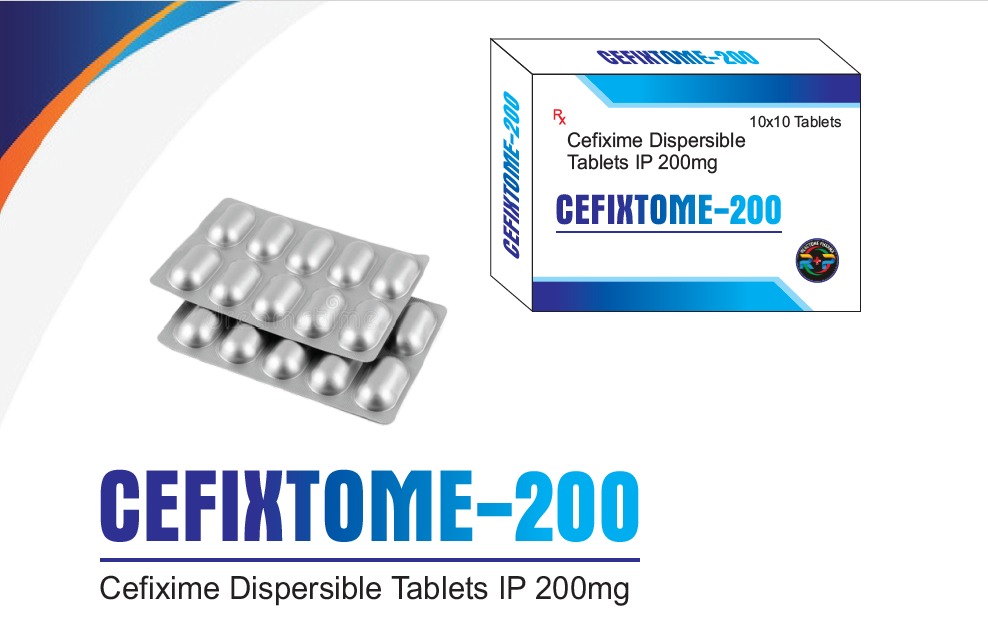 CEFIXTOME-200
CEFIXTOME-200
Rx
10x10 Tablets
Cefixime Dispersible
Tablets IP 200mg
CEFIXTOME-200
CEFIXTOME-200
Cefixime Dispersible Tablets IP 200mg